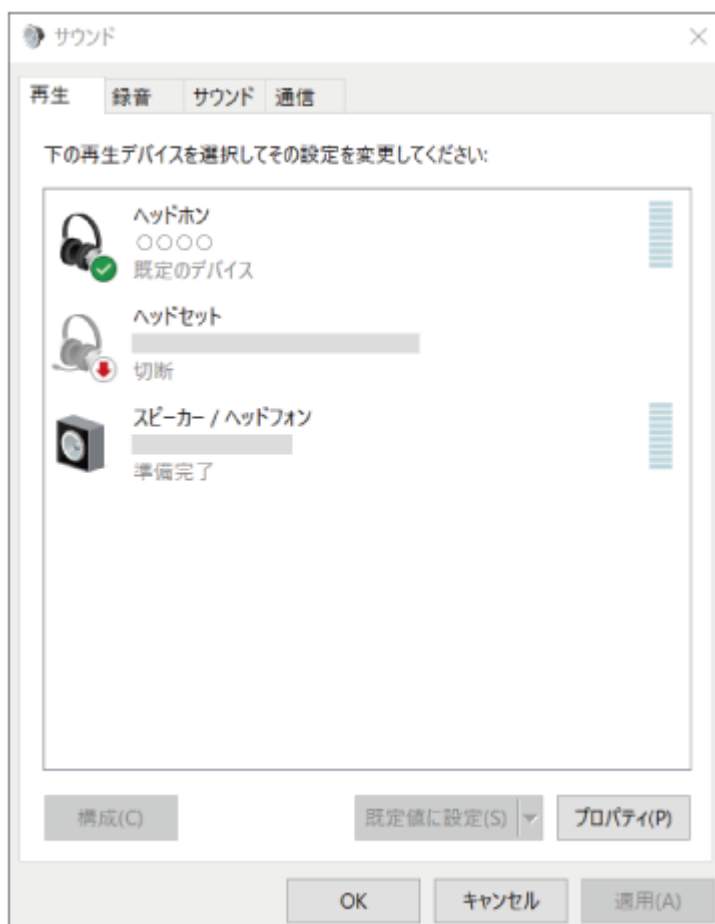 サウンド
再生
録音
サウンド
通信
下の再生デバイスを選択してその設定を変更してください:
ヘッドホン
○○○○
既定のデバイス
ヘッドセット
切断
スピーカー / ヘッドフォン
準備完了
構成(C)
既定値に設定(S)
プロパティ(P)
OK
キャンセル
適用(A)